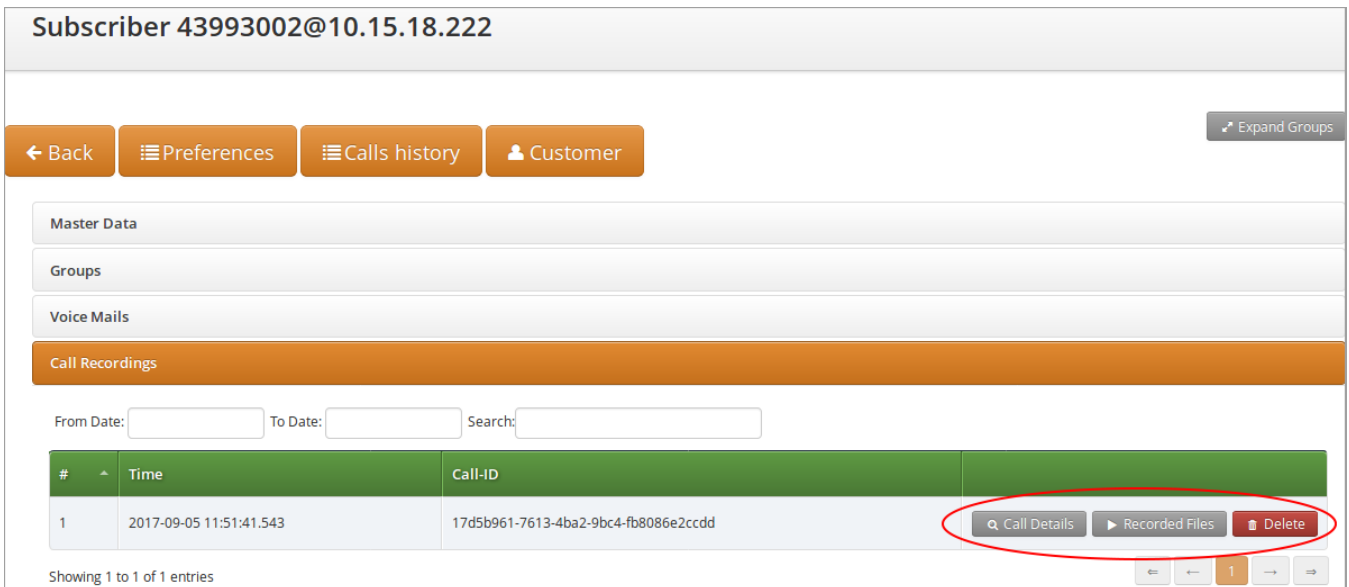 Subscriber 43993002@10.15.18.222
Expand Groups
Back Preferences Calls history Customer
Master Data
Groups
Voice Mails
Call Recordings
From Date: To Date: Search:
# Time Call-ID
1 2017-09-05 11:51:41.543 17d5b961-7613-4ba2-9bc4-fb8086e2ccdd Call Details Recorded Files Delete
Showing 1 to 1 of 1 entries ⇐ ← 1 → ⇒